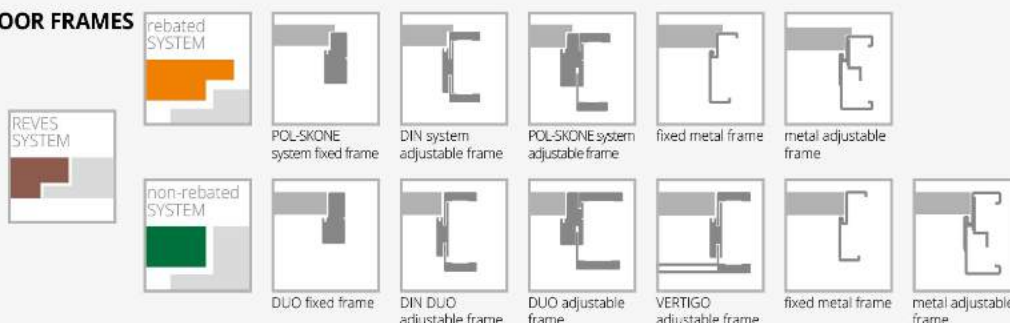 OOR FRAMES
rebated
SYSTEM
POL-SKONE
system fixed frame
DIN system
adjustable frame
POL-SKONE system
adjustable frame
fixed metal frame
metal adjustable
frame
REVES
SYSTEM
non-rebated
SYSTEM
DUO fixed frame
DIN DUO
adjustable frame
DUO adjustable
frame
VERTIGO
adjustable frame
fixed metal frame
metal adjustable
frame